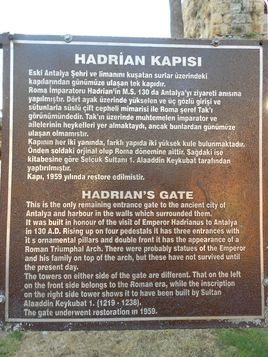 HADRİAN KAPISI
Eski Antalya Şehri ve limanını kuşatan surlar üzerindeki
kapılarından günümüze ulaşan tek kapıdır.
Roma İmparatoru Hadrian'in M.S. 130 da Antalya'yı ziyareti anısına
yapılmıştır. Dört ayak üzerinde yükselen ve üç gözlü girişi ve
sütunlarla süslü çift cepheli mimarisi ile Roma şeref Tak'ı
görünümündedir. Tak'ın üzerinde muhtemelen imparator ve
ailelerinin heykelleri yer almaktaydı, ancak bunlardan günümüze
ulaşan olmamıştır.
Kapının her iki yanında, farklı yapıda iki yüksek kule bulunmaktadır.
Önden soldaki orjinal olup Roma dönemine aittir. Sağdaki ise
kitabesine göre Selçuk Sultanı 1. Alaaddin Keykubat tarafından
yaptırılmıştır.
Kapı, 1959 yılında restore edilmistir.
HADRIAN'S GATE
This is the only remaining entrance gate to the ancient city of
Antalya and harbour in the walls which surrounded them.
It was built in honour of the visit of Emperor Hadrianus to Antalya
in 130 A.D. Rising up on four pedestals it has three entrances with
it s ornamental pillars and double front it has the appearance of a
Roman Triumphal Arch. There were probably statues of the Emperor
and his family on top of the arch, but these have not survived until
the present day.
The towers on either side of the gate are different. That on the left
on the front side belongs to the Roman era, while the inscription
on the right side tower shows it to have been built by Sultan
Alaaddin Keykubat 1. (1219 - 1238).
The gate underwent restoration in 1959.